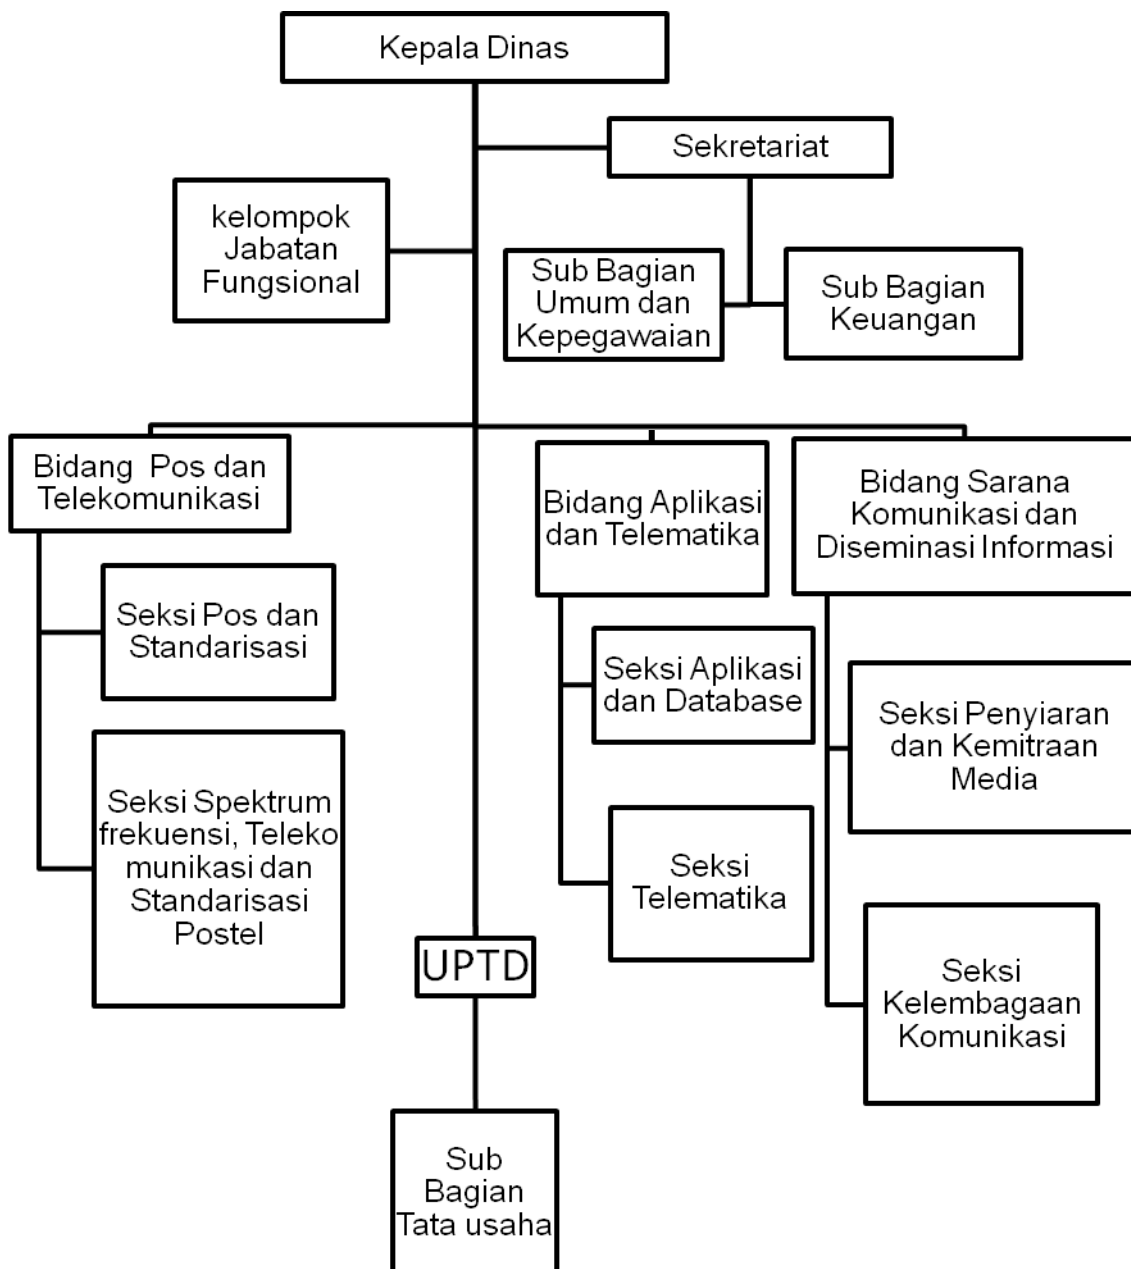 Kepala Dinas
Sekretariat
kelompok
Jabatan
Fungsional
Sub Bagian
Umum dan
Kepegawaian
Sub Bagian
Keuangan
Bidang Pos dan
Telekomunikasi
Bidang Aplikasi
dan Telematika
Bidang Sarana
Komunikasi dan
Diseminasi Informasi
Seksi Pos dan
Standarisasi
Seksi Aplikasi
dan Database
Seksi Penyiaran
dan Kemitraan
Media
Seksi Spektrum
frekuensi, Teleko
munikasi dan
Standarisasi
Postel
Seksi
Telematika
UPTD
Seksi
Kelembagaan
Komunikasi
Sub
Bagian
Tata usaha